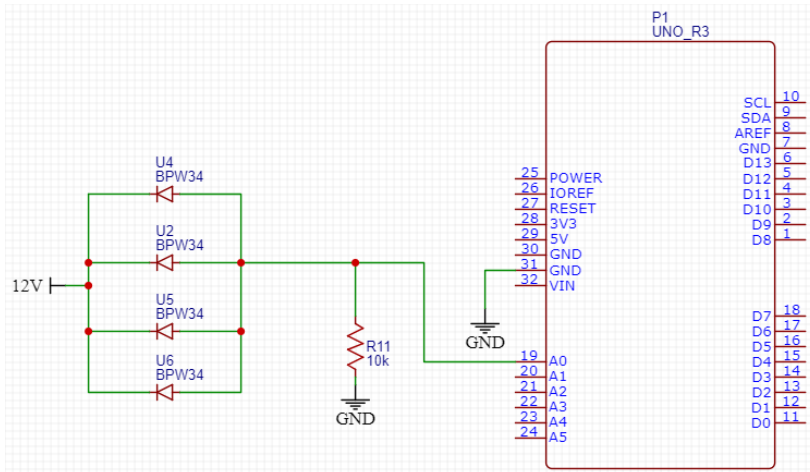 P1
UNO_R3
10
SCL
9
SDA
8
AREF
7
GND
6
D13
5
D12
4
D11
3
D10
2
D9
1
D8
25
POWER
26
IOREF
27
RESET
28
3V3
29
5V
30
GND
31
GND
32
VIN
U4
BPW34
U2
BPW34
12V
U5
BPW34
U6
BPW34
R11
10k
GND
GND
18
D7
17
D6
16
D5
15
D4
14
D3
13
D2
12
D1
11
D0
19
A0
20
A1
21
A2
22
A3
23
A4
24
A5